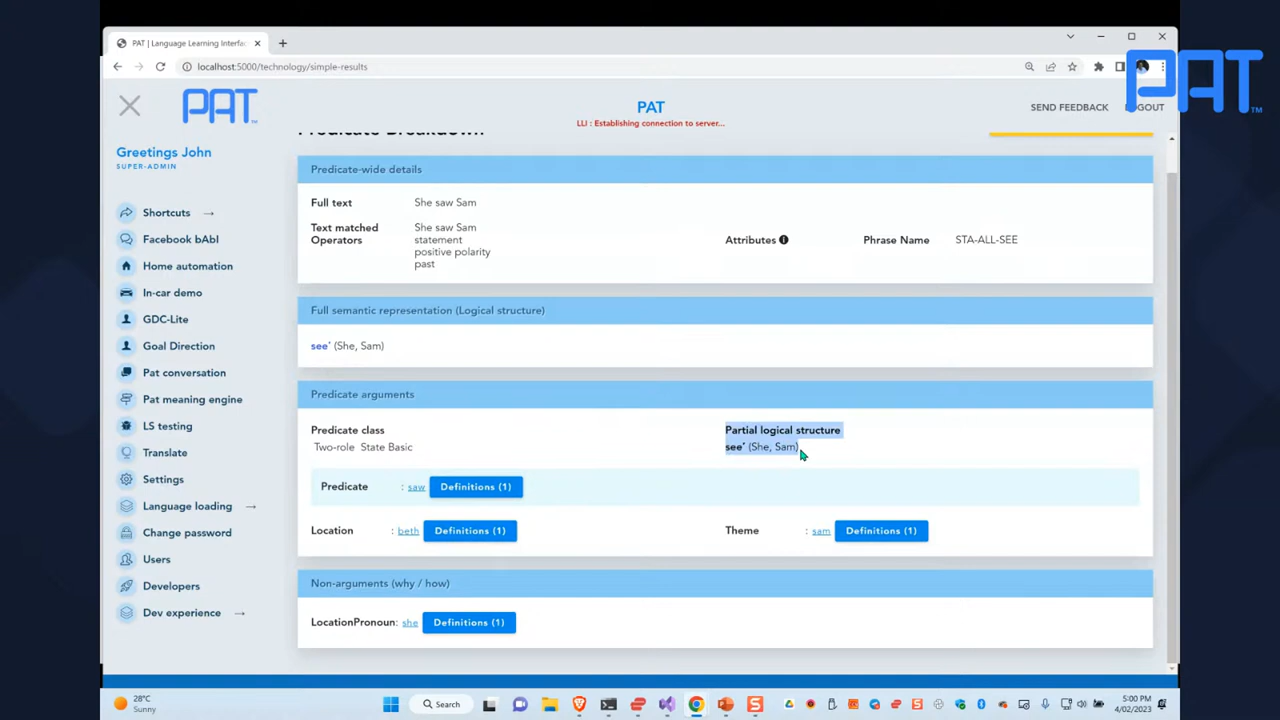 PAT | Language Learning Interfac
localhost:5000/technology/simple-results
PAT
PAT
LLI : Establishing connection to server...
SEND FEEDBACK
LOGOUT
PAT™
Greetings John
SUPER-ADMIN
Shortcuts →
Facebook bAbI
Home automation
In-car demo
GDC-Lite
Goal Direction
Pat conversation
Pat meaning engine
LS testing
Translate
Settings
Language loading →
Change password
Users
Developers
Dev experience →
Predicate Breakdown
Predicate-wide details
Full text She saw Sam
Text matched She saw Sam
Operators statement
positive polarity
past
Attributes
Phrase Name STA-ALL-SEE
Full semantic representation (Logical structure)
see' (She, Sam)
Predicate arguments
Predicate class
Two-role State Basic
Partial logical structure
see' (She, Sam)
Predicate : saw Definitions (1)
Location : beth Definitions (1)
Theme : sam Definitions (1)
Non-arguments (why / how)
LocationPronoun: she Definitions (1)
28°C
Sunny
Search
5:00 PM
4/02/2023